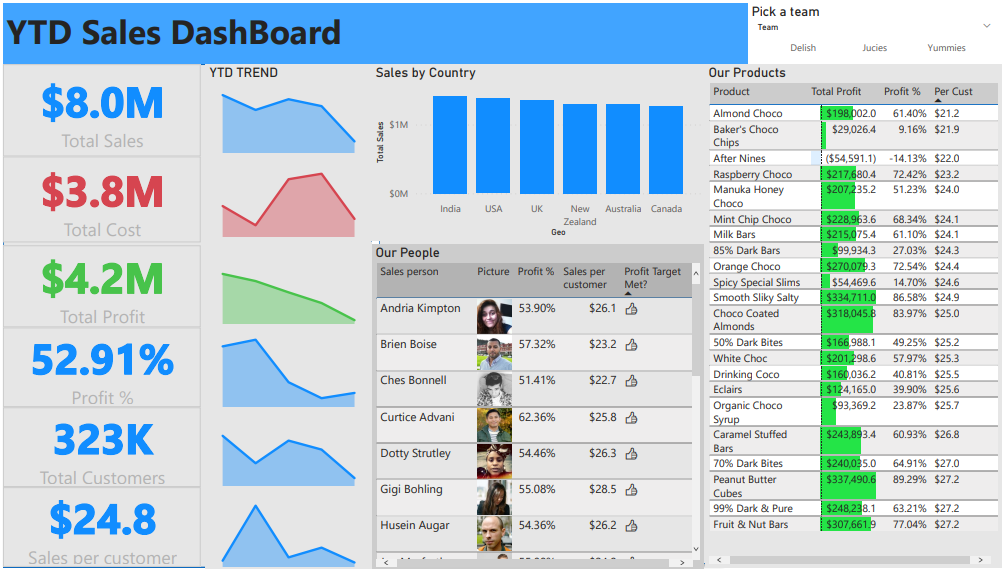 YTD Sales DashBoard
Pick a team
Team
Delish Jucies Yummies
$8.0M
Total Sales
$3.8M
Total Cost
$4.2M
Total Profit
52.91%
Profit %
323K
Total Customers
$24.8
Sales per customer
YTD TREND
Sales by Country
Total Sales
$1M
$0M
India USA UK New Zealand Australia Canada
Geo
Our People
Sales person Picture Profit % Sales per customer Profit Target Met?
Andria Kimpton 53.90% $26.1
Brien Boise 57.32% $23.2
Ches Bonnell 51.41% $22.7
Curtice Advani 62.36% $25.8
Dotty Strutley 54.46% $26.3
Gigi Bohling 55.08% $28.5
Husein Augar 54.36% $26.2
Our Products
Product Total Profit Profit % Per Cust
Almond Choco $198,002.0 61.40% $21.2
Baker's Choco Chips $29,026.4 9.16% $21.9
After Nines ($54,591.1) -14.13% $22.0
Raspberry Choco $217,680.4 72.42% $23.2
Manuka Honey Choco $207,235.2 51.23% $24.0
Mint Chip Choco $228,963.6 68.34% $24.1
Milk Bars $215,075.4 61.10% $24.1
85% Dark Bars $99,934.3 27.03% $24.3
Orange Choco $270,079.3 72.54% $24.4
Spicy Special Slims $54,469.6 14.70% $24.6
Smooth Sliky Salty $334,711.0 86.58% $24.9
Choco Coated Almonds $318,045.8 83.97% $25.0
50% Dark Bites $166,988.1 49.25% $25.2
White Choc $201,298.6 57.97% $25.3
Drinking Coco $160,036.2 40.81% $25.5
Eclairs $124,165.0 39.90% $25.6
Organic Choco Syrup $93,369.2 23.87% $25.7
Caramel Stuffed Bars $243,893.4 60.93% $26.8
70% Dark Bites $240,035.0 64.91% $27.0
Peanut Butter Cubes $337,490.6 89.29% $27.2
99% Dark & Pure $248,238.1 63.21% $27.2
Fruit & Nut Bars $307,661.9 77.04% $27.2